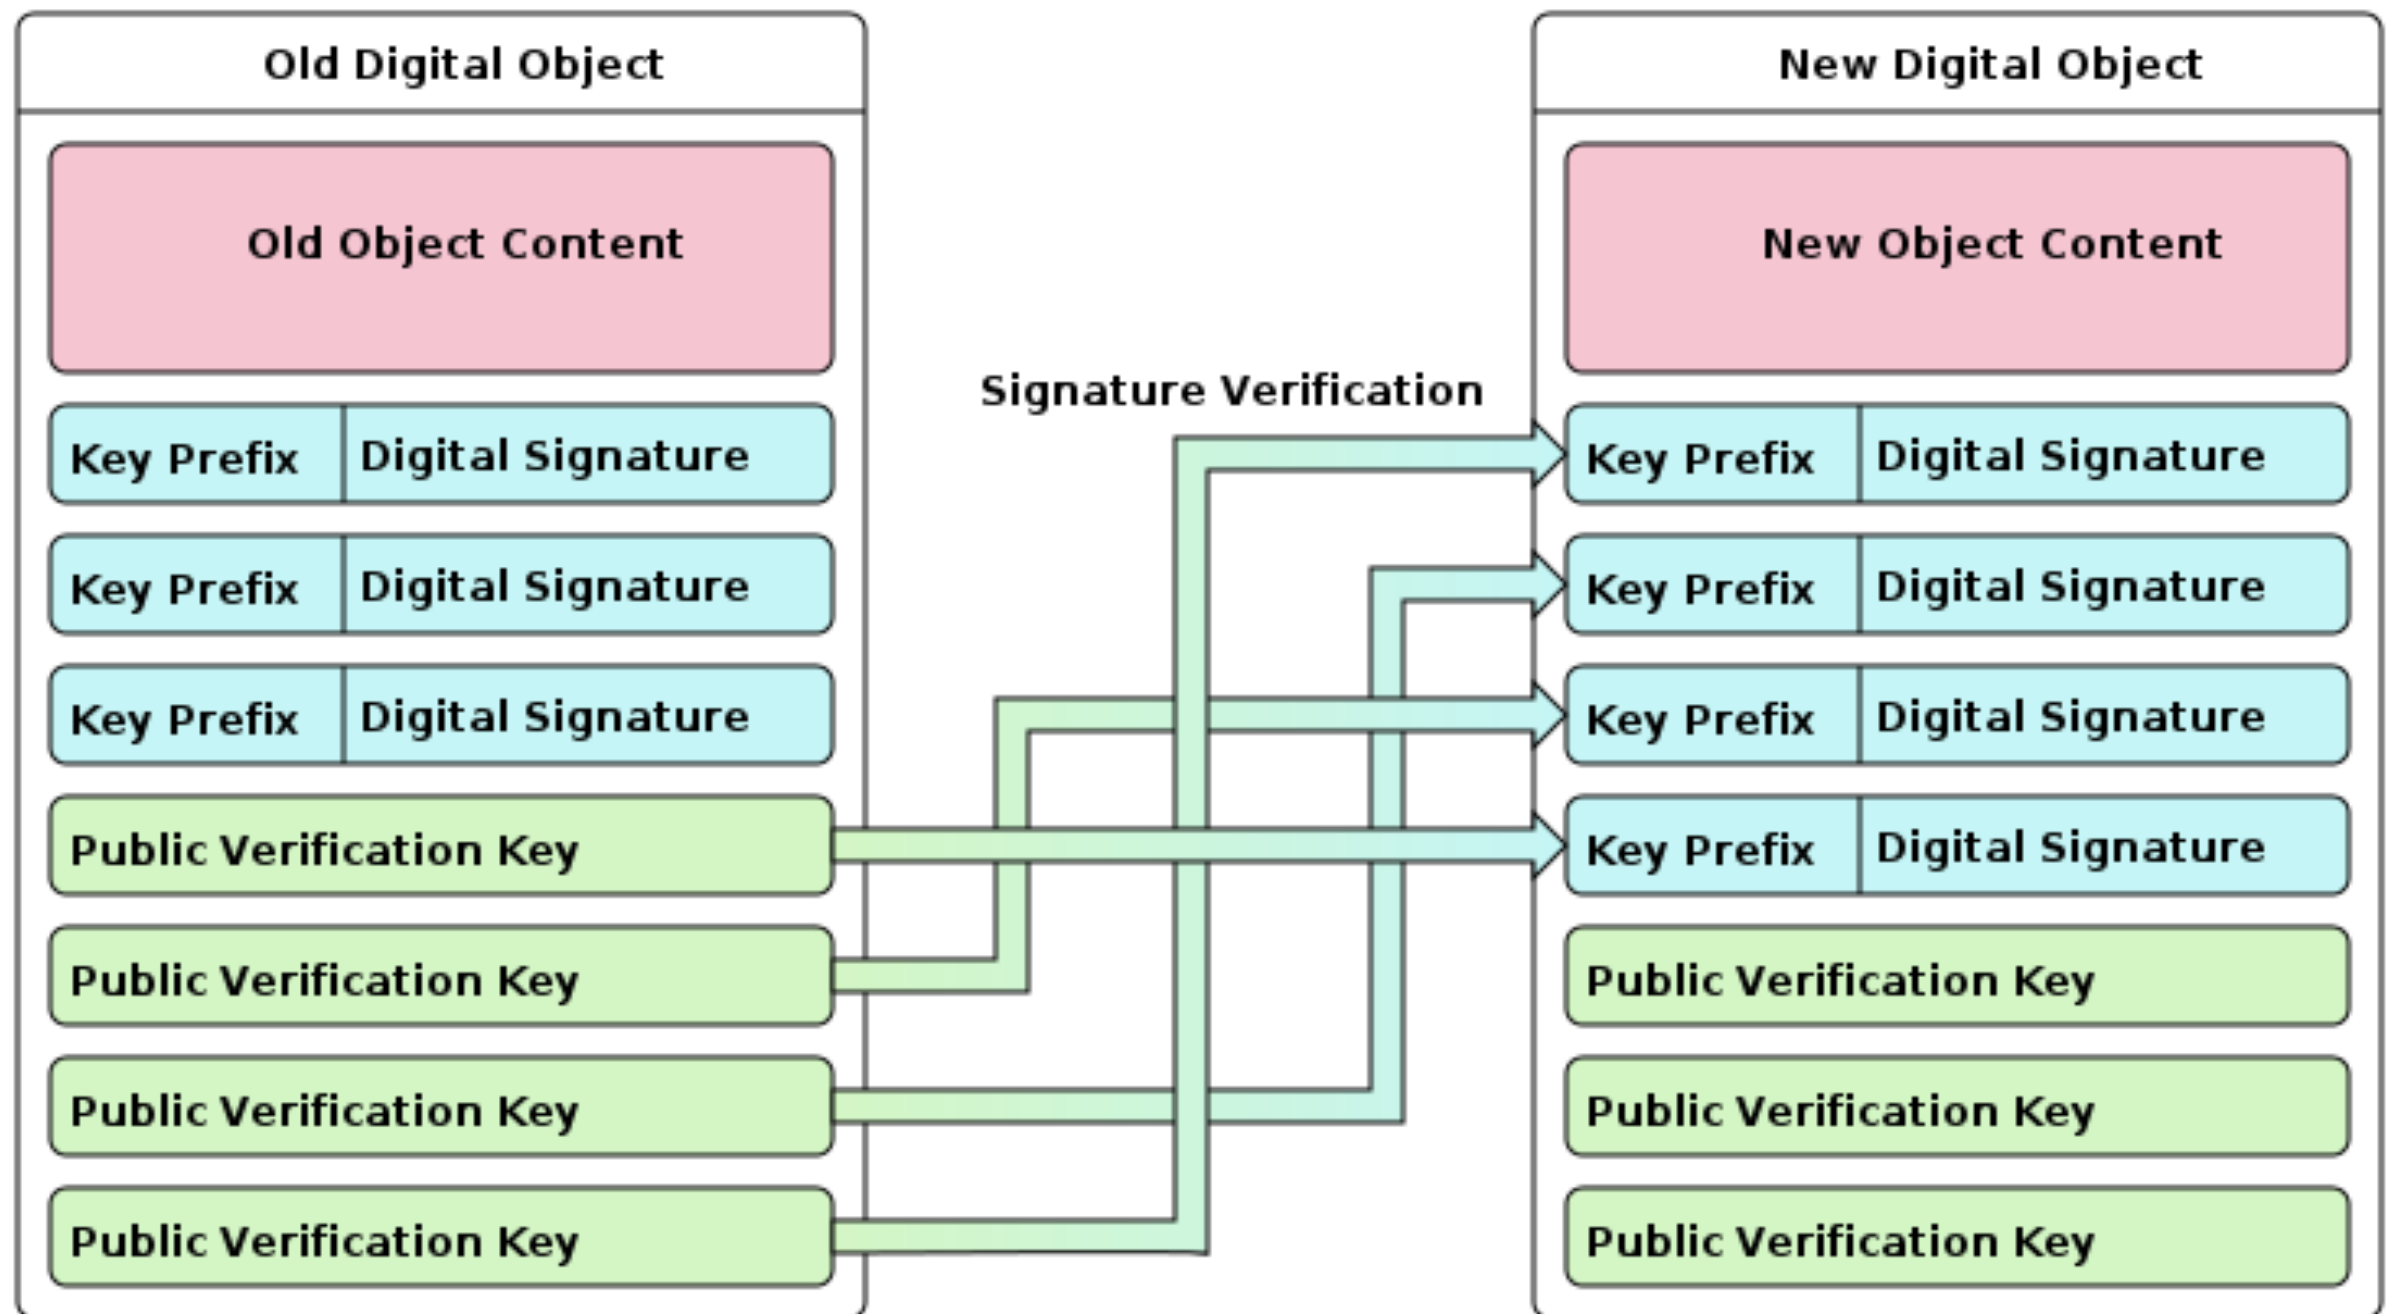 Old Digital Object
Old Object Content
Key Prefix
Digital Signature
Key Prefix
Digital Signature
Key Prefix
Digital Signature
Public Verification Key
Public Verification Key
Public Verification Key
Public Verification Key
Signature Verification
New Digital Object
New Object Content
Key Prefix
Digital Signature
Key Prefix
Digital Signature
Key Prefix
Digital Signature
Key Prefix
Digital Signature
Public Verification Key
Public Verification Key
Public Verification Key